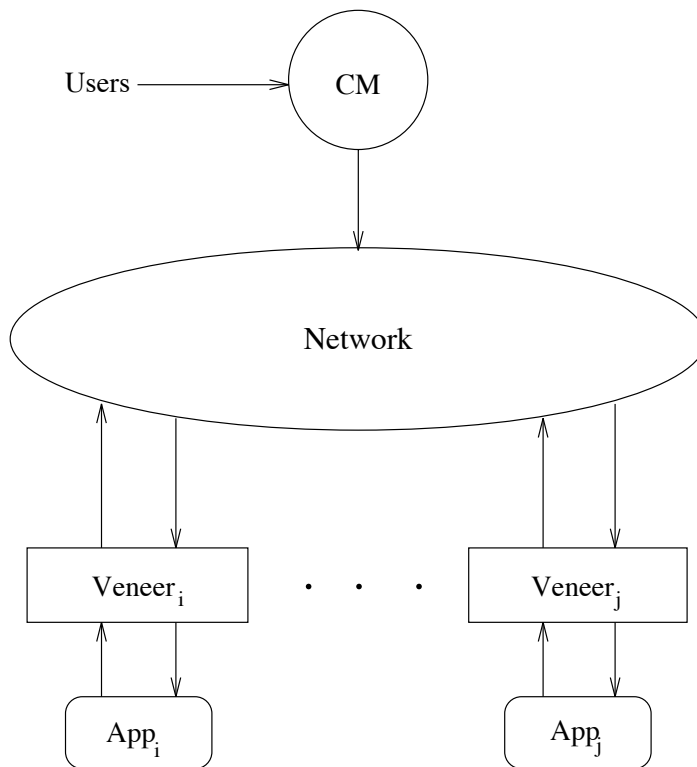 Users
CM
Network
Veneer_i
. . .
Veneer_j
App_i
App_j